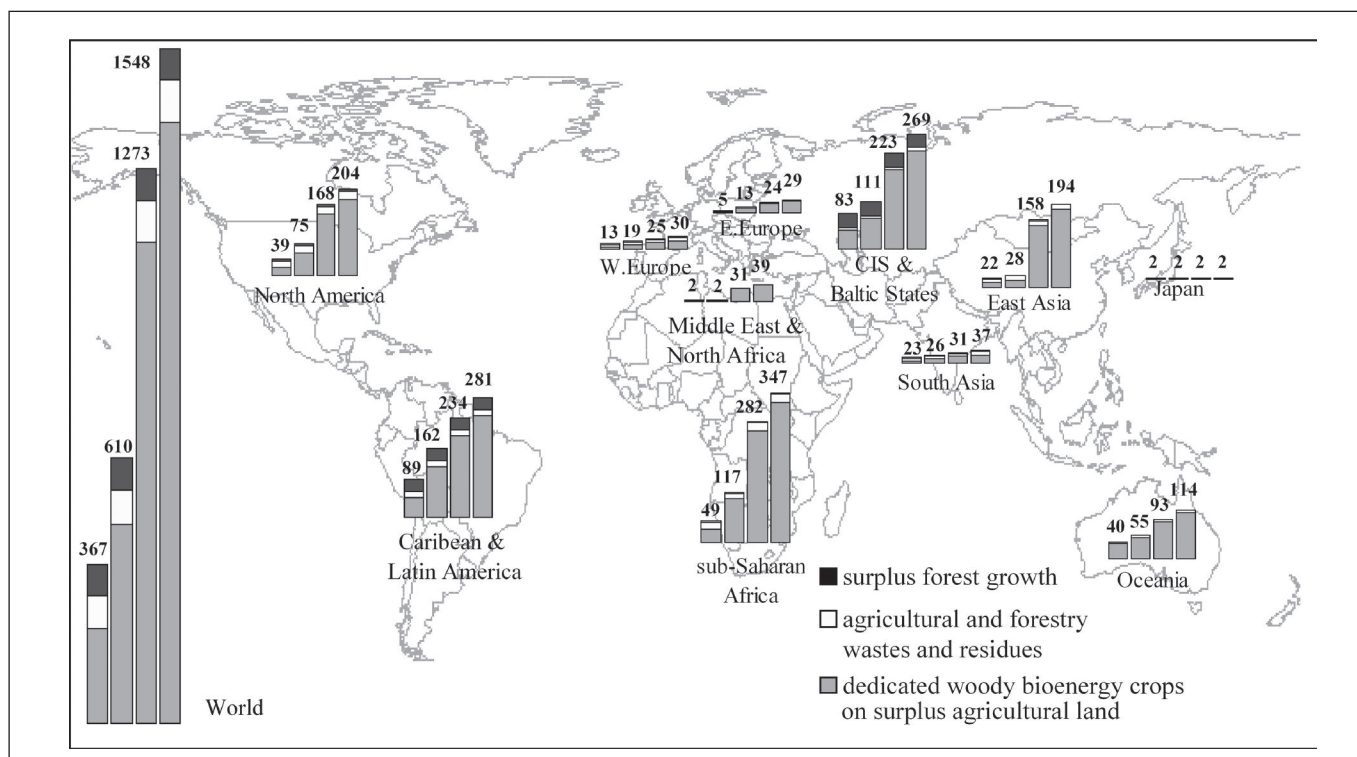 1548
1273
610
367
World
39 75 168 204
North America
89 162 234 281
Caribean &
Latin America
13 19 25 30
W.Europe
5 13 24 29
E.Europe
2 2 31 39
Middle East &
North Africa
49 117 282 347
sub-Saharan
Africa
83 111 223 269
CIS &
Baltic States
22 28 158 194
East Asia
2 2 2 2
Japan
23 26 31 37
South Asia
40 55 93 114
Oceania
surplus forest growth
agricultural and forestry
wastes and residues
dedicated woody bioenergy crops
on surplus agricultural land